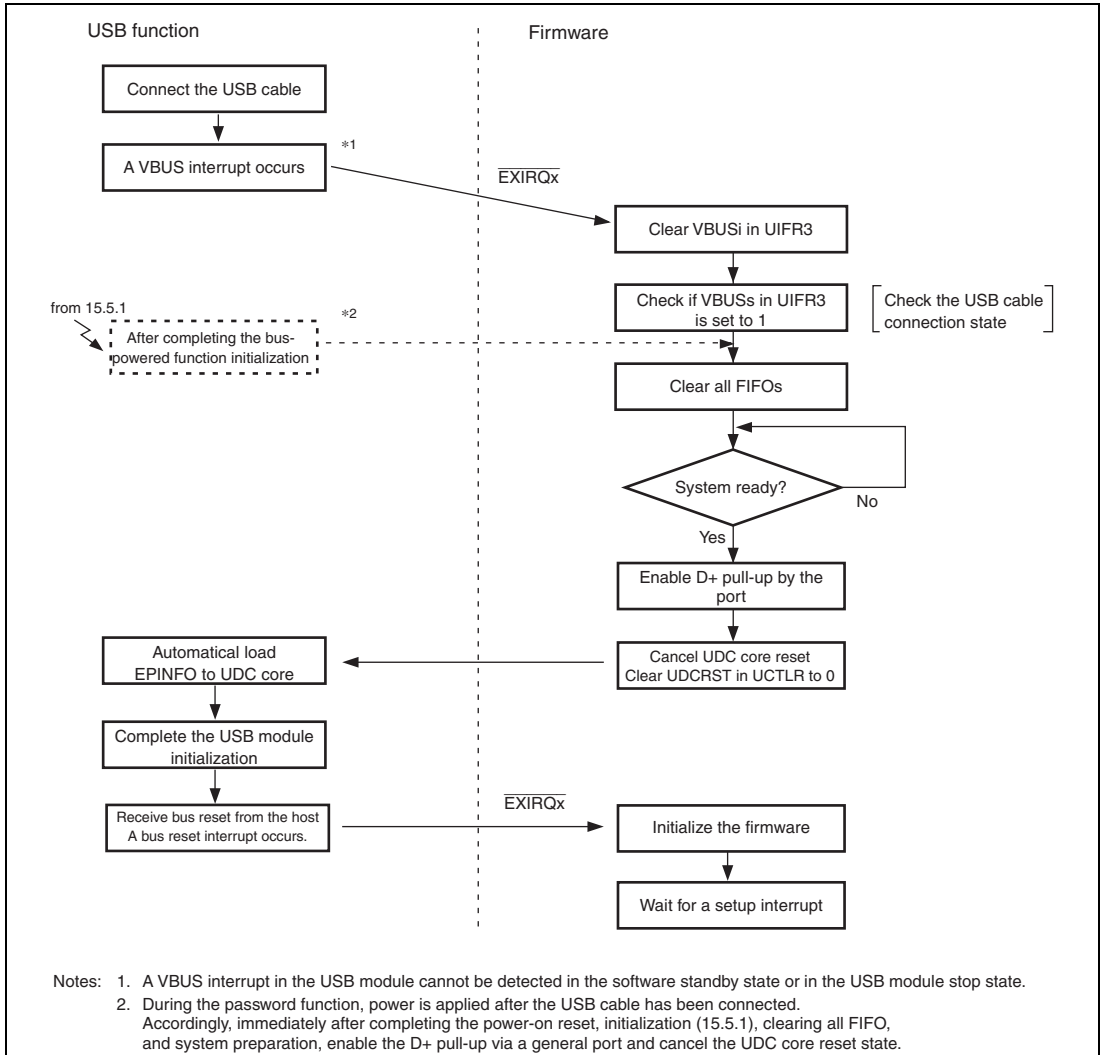 USB function
Firmware
Connect the USB cable
A VBUS interrupt occurs
*1
EXIRQx
Clear VBUSi in UIFR3
Check if VBUSs in UIFR3
is set to 1
Check the USB cable
connection state
from 15.5.1
After completing the bus-
powered function initialization
*2
Clear all FIFOs
System ready?
No
Yes
Enable D+ pull-up by the
port
Cancel UDC core reset
Clear UDCRST in UCTLR to 0
Automatical load
EPINFO to UDC core
Complete the USB module
initialization
Receive bus reset from the host
A bus reset interrupt occurs.
EXIRQx
Initialize the firmware
Wait for a setup interrupt
Notes: 1. A VBUS interrupt in the USB module cannot be detected in the software standby state or in the USB module stop state.
2. During the password function, power is applied after the USB cable has been connected.
Accordingly, immediately after completing the power-on reset, initialization (15.5.1), clearing all FIFO,
and system preparation, enable the D+ pull-up via a general port and cancel the UDC core reset state.